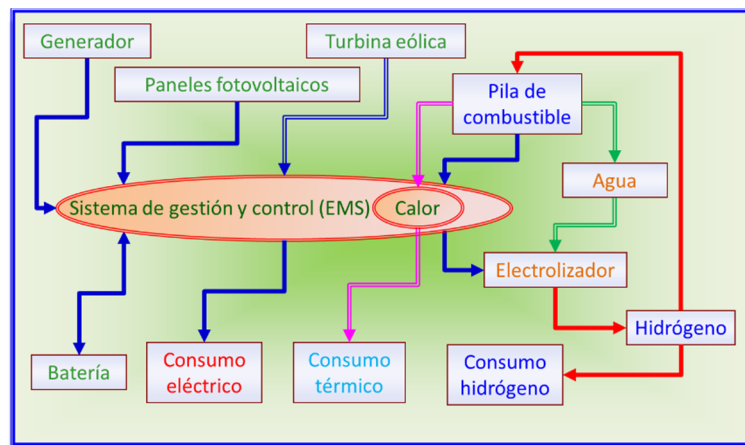 Generador
Turbina eólica
Paneles fotovoltaicos
Pila de
combustible
Agua
Sistema de gestión y control (EMS)
Calor
Electrolizador
Hidrógeno
Batería
Consumo
eléctrico
Consumo
térmico
Consumo
hidrógeno